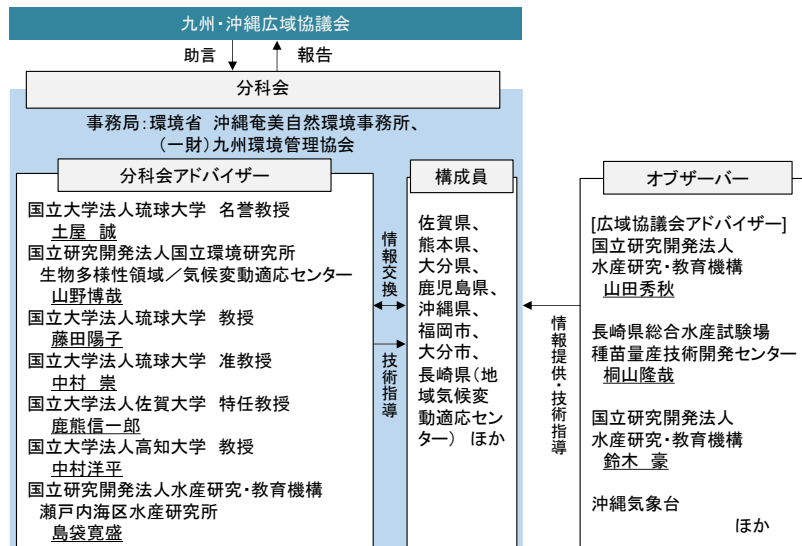 九州・沖縄広域協議会
助言
報告
分科会
事務局：環境省 沖縄奄美自然環境事務所、
（一財）九州環境管理協会
分科会アドバイザー
国立大学法人琉球大学 名誉教授
土屋 誠
国立研究開発法人国立環境研究所
生物多様性領域／気候変動適応センター
山野博哉
国立大学法人琉球大学 教授
藤田陽子
国立大学法人琉球大学 准教授
中村 崇
国立大学法人佐賀大学 特任教授
鹿熊信一郎
国立大学法人高知大学 教授
中村洋平
国立研究開発法人水産研究・教育機構
瀬戸内海区水産研究所
島袋寛盛
情報交換
技術指導
構成員
佐賀県、
熊本県、
大分県、
鹿児島県、
沖縄県、
福岡市、
大分市、
長崎県（地
域気候変
動適応セン
ター） ほか
情報提供・技術指導
オブザーバー
[広域協議会アドバイザー]
国立研究開発法人
水産研究・教育機構
山田秀秋
長崎県総合水産試験場
種苗量産技術開発センター
桐山隆哉
国立研究開発法人
水産研究・教育機構
鈴木 豪
沖縄気象台
ほか